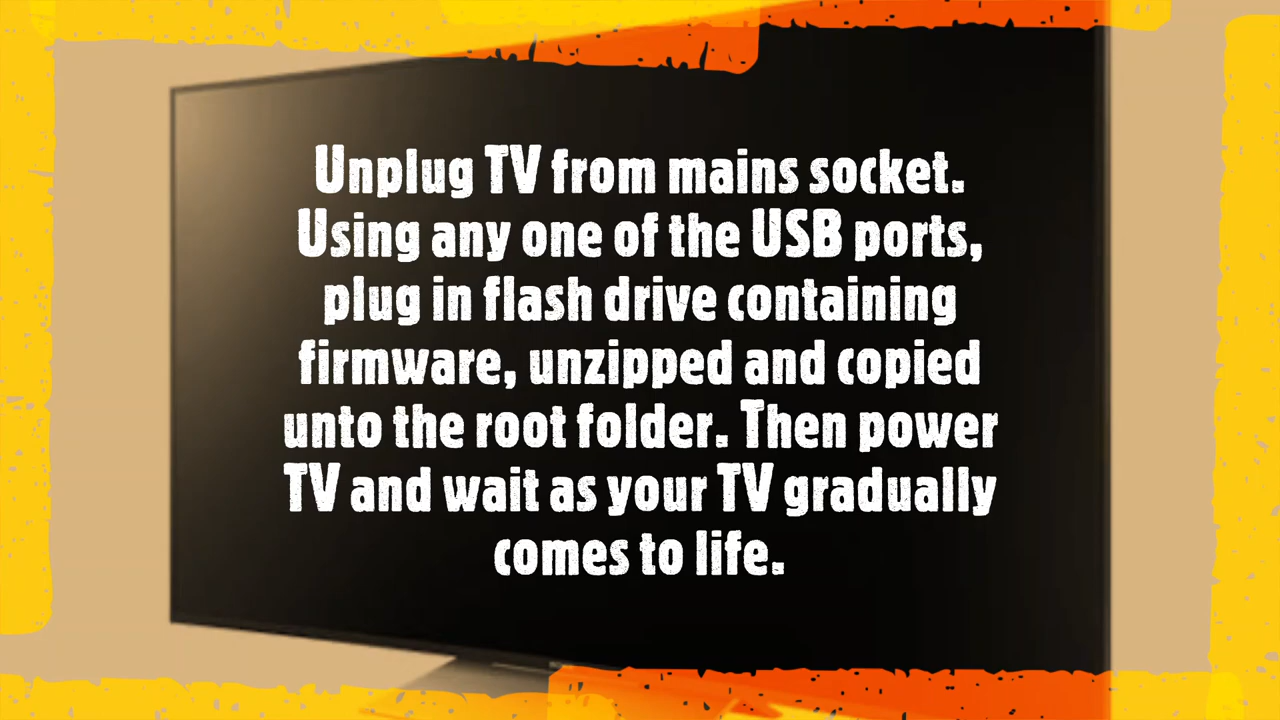 Unplug TV from mains socket.
Using any one of the USB ports,
plug in flash drive containing
firmware, unzipped and copied
unto the root folder. Then power
TV and wait as your TV gradually
comes to life.